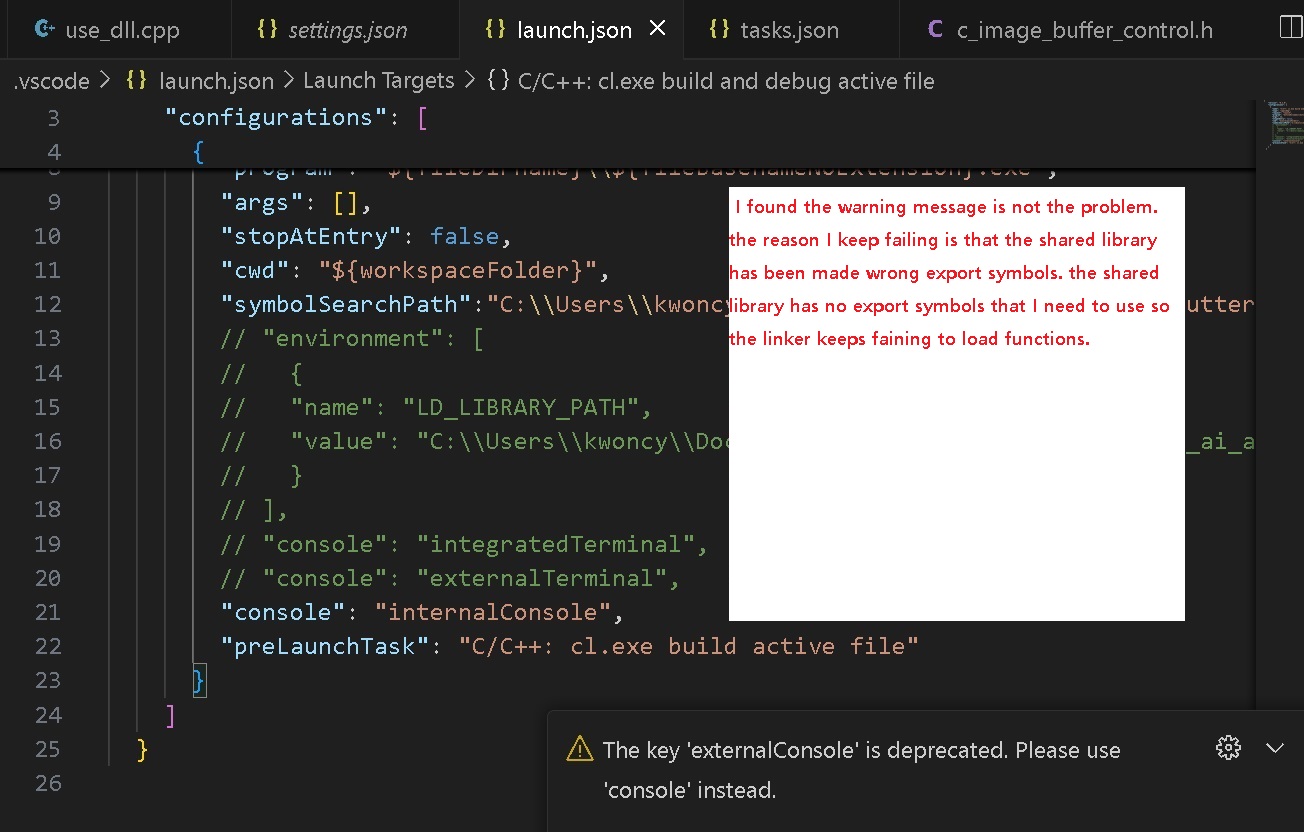 use_dll.cpp settings.json launch.json tasks.json c_image_buffer_control.h
.vscode > {} launch.json > Launch Targets > {} C/C++: cl.exe build and debug active file
3 "configurations": [
4 {
"program": "${fileDirname}\\${fileBasenameNoExtension}.exe",
9 "args": [],
10 "stopAtEntry": false,
11 "cwd": "${workspaceFolder}",
12 "symbolSearchPath":"C:\\Users\\kwoncy utter
13 // "environment": [
14 // {
15 // "name": "LD_LIBRARY_PATH",
16 // "value": "C:\\Users\\kwoncy\\Do _ai_a
17 // }
18 // ],
19 // "console": "integratedTerminal",
20 // "console": "externalTerminal",
21 "console": "internalConsole",
22 "preLaunchTask": "C/C++: cl.exe build active file"
23 }
24 ]
25 }
26
I found the warning message is not the problem.
the reason I keep failing is that the shared library
has been made wrong export symbols. the shared
library has no export symbols that I need to use so
the linker keeps faining to load functions.
The key 'externalConsole' is deprecated. Please use
'console' instead.